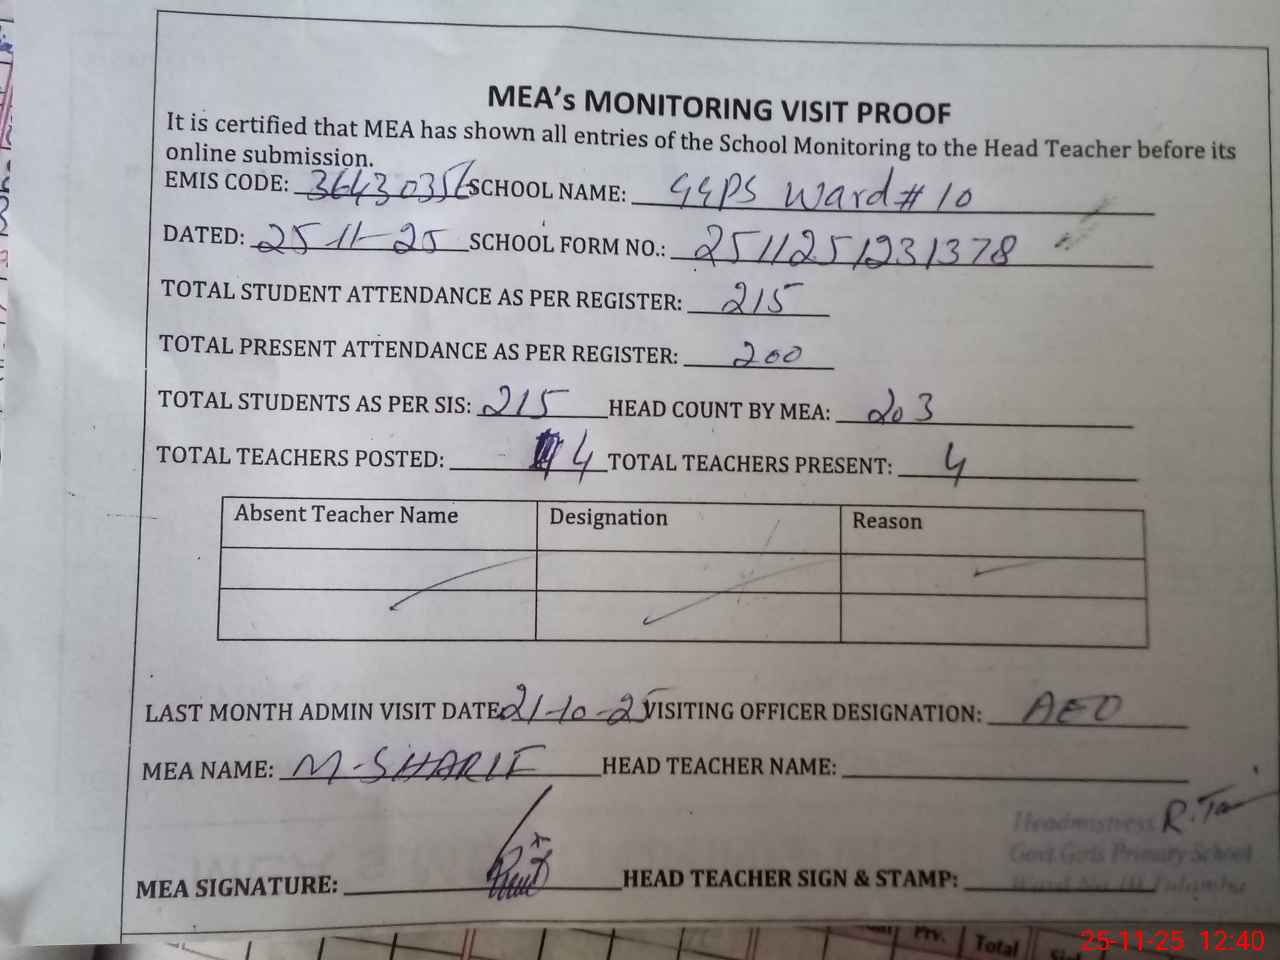 MEA's MONITORING VISIT PROOF
It is certified that MEA has shown all entries of the School Monitoring to the Head Teacher before its
online submission.
EMIS CODE: 36430356 SCHOOL NAME: GGPS Ward # 10
DATED: 25-11-25 SCHOOL FORM NO.: 2511251231378
TOTAL STUDENT ATTENDANCE AS PER REGISTER: 215
TOTAL PRESENT ATTENDANCE AS PER REGISTER: 200
TOTAL STUDENTS AS PER SIS: 215 HEAD COUNT BY MEA: 203
TOTAL TEACHERS POSTED: 4 TOTAL TEACHERS PRESENT: 4
Absent Teacher Name Designation Reason
LAST MONTH ADMIN VISIT DATE 21-10-25 VISITING OFFICER DESIGNATION: AEO
MEA NAME: M-SHARIF HEAD TEACHER NAME:
Headmistress
Govt Girls Primary School
MEA SIGNATURE: HEAD TEACHER SIGN & STAMP:
Ward No
Prv. Total
25-11-25 12:40